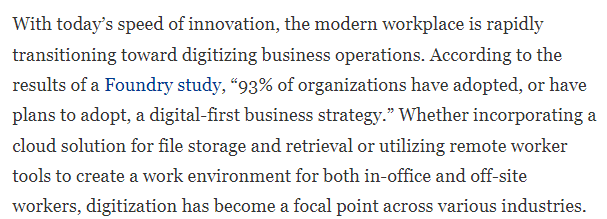 With today’s speed of innovation, the modern workplace is rapidly
transitioning toward digitizing business operations. According to the
results of a Foundry study, “93% of organizations have adopted, or have
plans to adopt, a digital-first business strategy.” Whether incorporating a
cloud solution for file storage and retrieval or utilizing remote worker
tools to create a work environment for both in-office and off-site
workers, digitization has become a focal point across various industries.